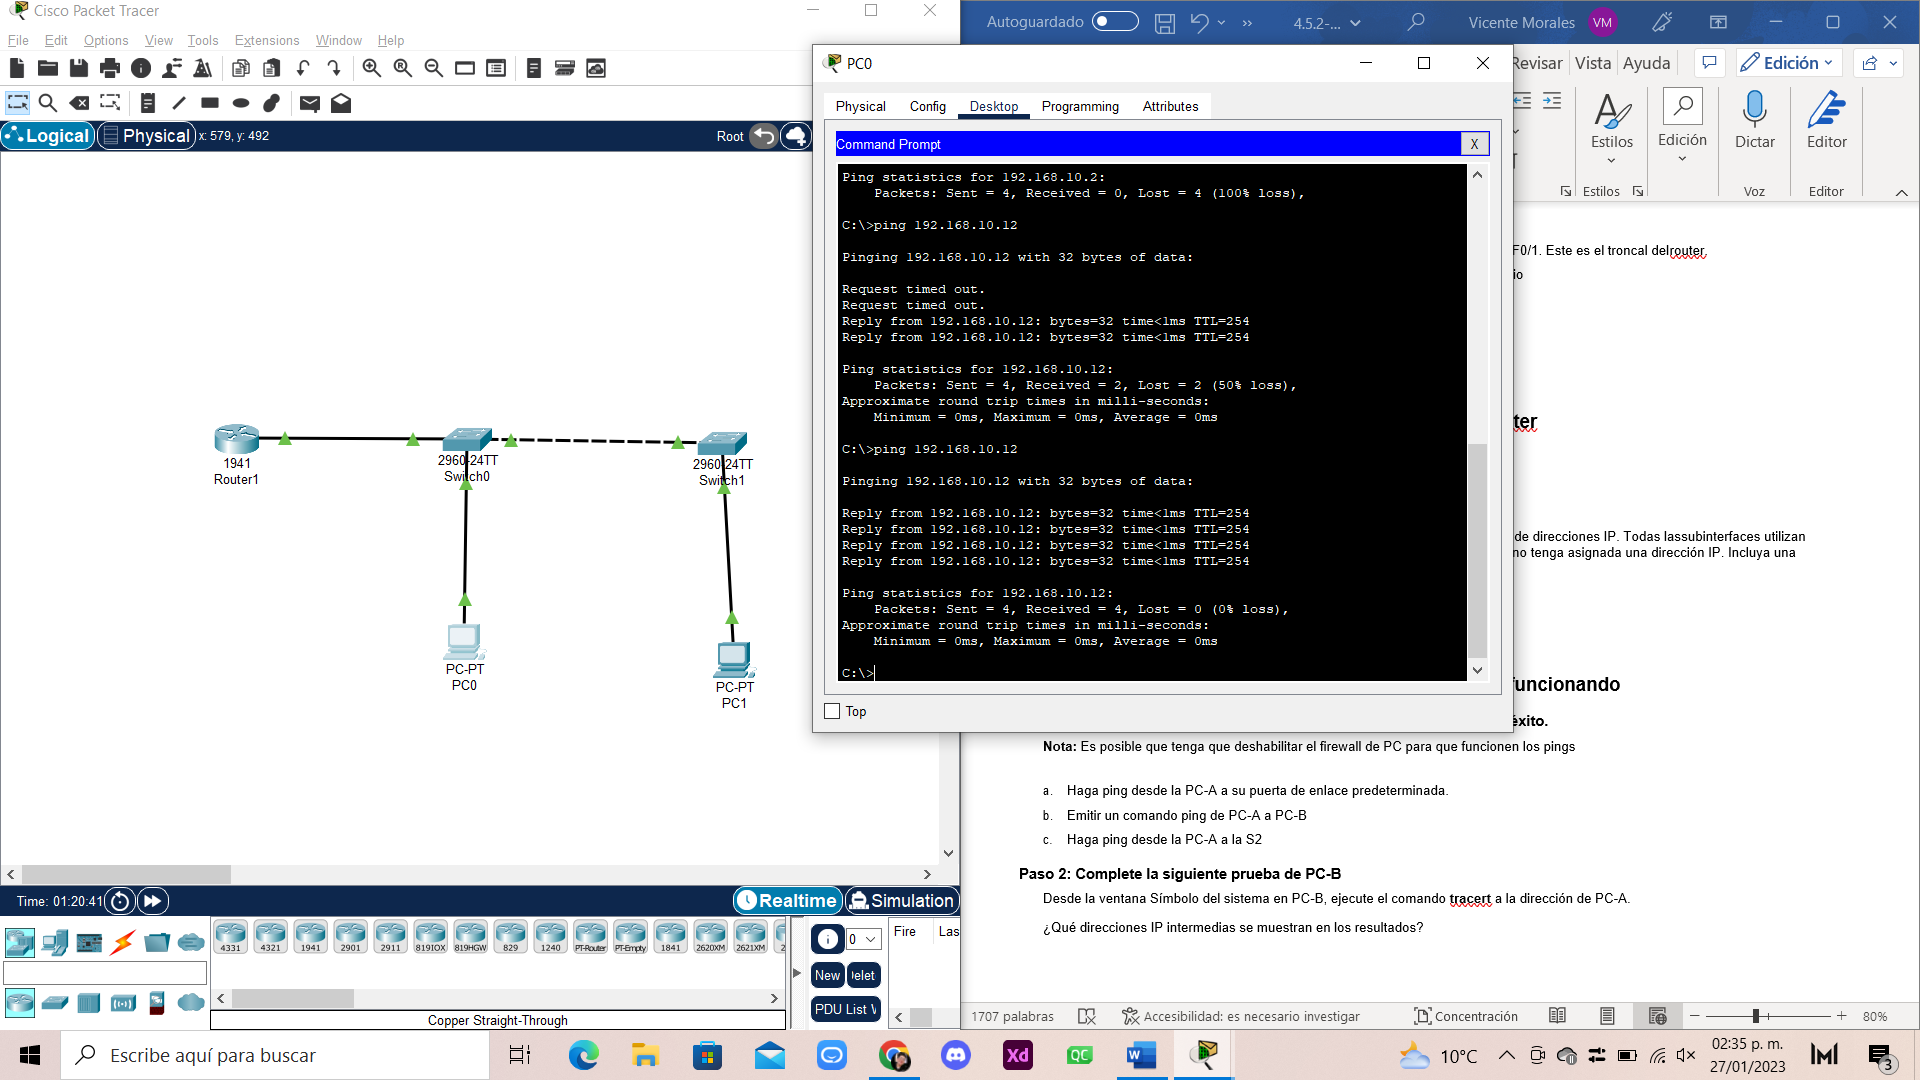 Cisco Packet Tracer
File Edit Options View Tools Extensions Window Help
Logical Physical x: 579, y: 492 Root
1941
Router1
2960-24TT
Switch0
2960-24TT
Switch1
PC-PT
PC0
PC-PT
PC1
Time: 01:20:41 Realtime Simulation
4331 4321 1941 2901 2911 819IOX 819HGW 829 1240 PT-Router PT-Empty 1841 2620XM 2621XM 2
Copper Straight-Through
0
New
elet
PDU List
Fire Las
PC0
Physical Config Desktop Programming Attributes
Command Prompt X
Ping statistics for 192.168.10.2:
Packets: Sent = 4, Received = 0, Lost = 4 (100% loss),
C:\>ping 192.168.10.12
Pinging 192.168.10.12 with 32 bytes of data:
Request timed out.
Request timed out.
Reply from 192.168.10.12: bytes=32 time<1ms TTL=254
Reply from 192.168.10.12: bytes=32 time<1ms TTL=254
Ping statistics for 192.168.10.12:
Packets: Sent = 4, Received = 2, Lost = 2 (50% loss),
Approximate round trip times in milli-seconds:
Minimum = 0ms, Maximum = 0ms, Average = 0ms
C:\>ping 192.168.10.12
Pinging 192.168.10.12 with 32 bytes of data:
Reply from 192.168.10.12: bytes=32 time<1ms TTL=254
Reply from 192.168.10.12: bytes=32 time<1ms TTL=254
Reply from 192.168.10.12: bytes=32 time<1ms TTL=254
Reply from 192.168.10.12: bytes=32 time<1ms TTL=254
Ping statistics for 192.168.10.12:
Packets: Sent = 4, Received = 4, Lost = 0 (0% loss),
Approximate round trip times in milli-seconds:
Minimum = 0ms, Maximum = 0ms, Average = 0ms
C:\>
Top
Autoguardado 4.5.2-... Vicente Morales VM
Revisar Vista Ayuda Edición
Estilos Edición Dictar Editor
Estilos Voz Editor
F0/1. Este es el troncal delrouter.
io
ter
de direcciones IP. Todas lassubinterfaces utilizan
no tenga asignada una dirección IP. Incluya una
funcionando
éxito.
Nota: Es posible que tenga que deshabilitar el firewall de PC para que funcionen los pings
a. Haga ping desde la PC-A a su puerta de enlace predeterminada.
b. Emitir un comando ping de PC-A a PC-B
c. Haga ping desde la PC-A a la S2
Paso 2: Complete la siguiente prueba de PC-B
Desde la ventana Símbolo del sistema en PC-B, ejecute el comando tracert a la dirección de PC-A.
¿Qué direcciones IP intermedias se muestran en los resultados?
1707 palabras Accesibilidad: es necesario investigar Concentración 80%
Escribe aquí para buscar
Xd
QC
10°C
02:35 p. m.
27/01/2023
3